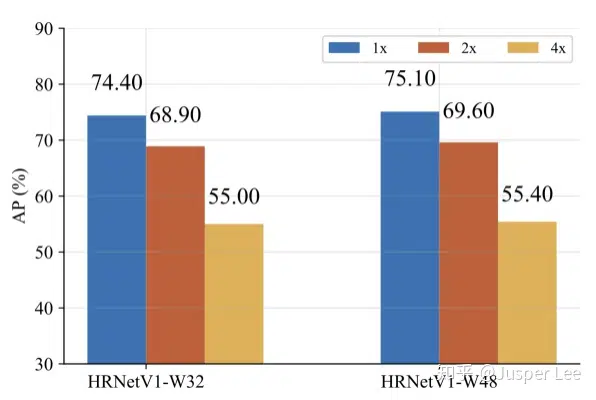 90
1x 2x 4x
80
74.40 75.10
68.90 69.60
70
60
55.00 55.40
AP (%)
50
40
30
HRNetV1-W32 HRNetV1-W48
知乎 @Jusper Lee